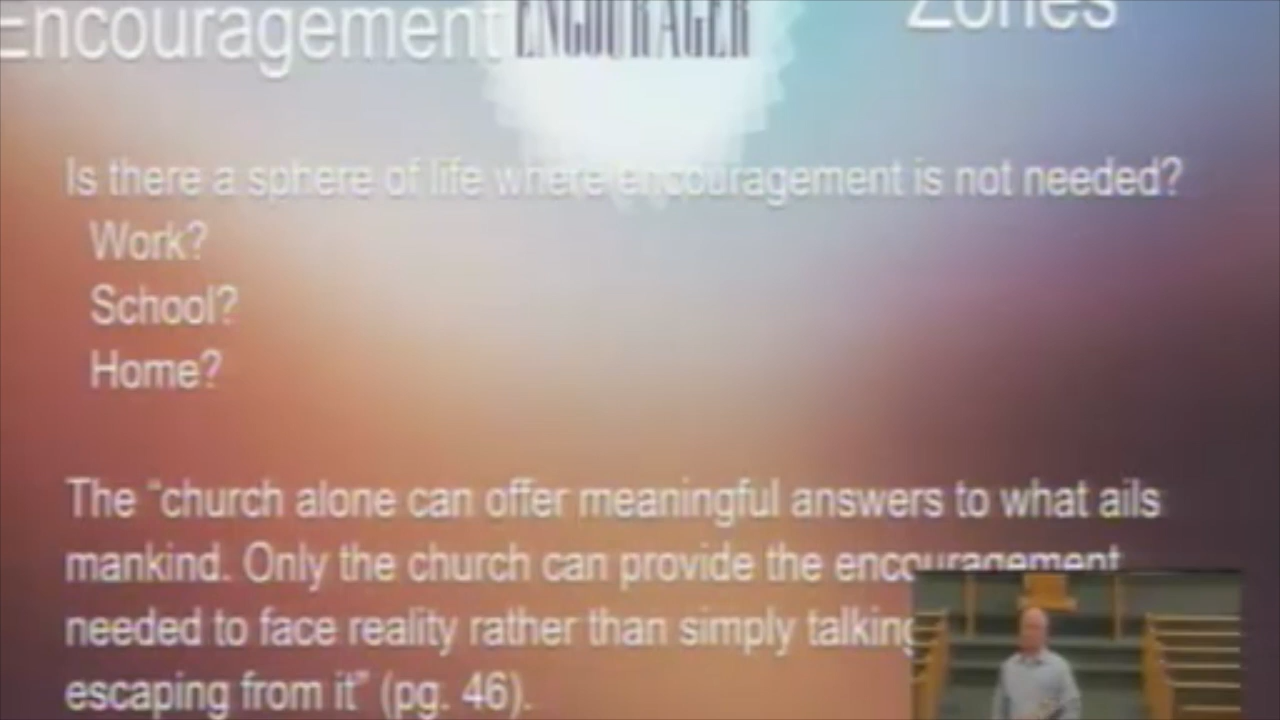 Encouragement ENCOURAGER Zones
Is there a sphere of life where encouragement is not needed?
Work?
School?
Home?
The “church alone can offer meaningful answers to what ails
mankind. Only the church can provide the encouragement
needed to face reality rather than simply talking
escaping from it” (pg. 46).